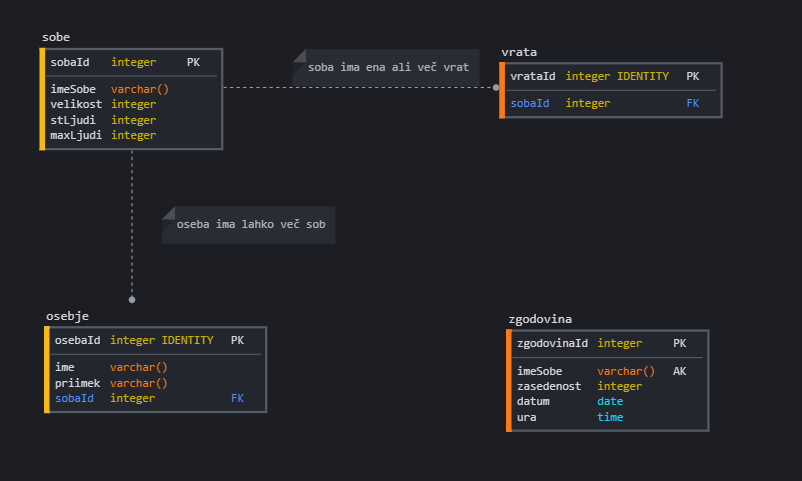 sobe
sobaId integer PK
imeSobe varchar()
velikost integer
stLjudi integer
maxLjudi integer
soba ima ena ali več vrat
vrata
vrataId integer IDENTITY PK
sobaId integer FK
oseba ima lahko več sob
osebje
osebaId integer IDENTITY PK
ime varchar()
priimek varchar()
sobaId integer FK
zgodovina
zgodovinaId integer PK
imeSobe varchar() AK
zasedenost integer
datum date
ura time